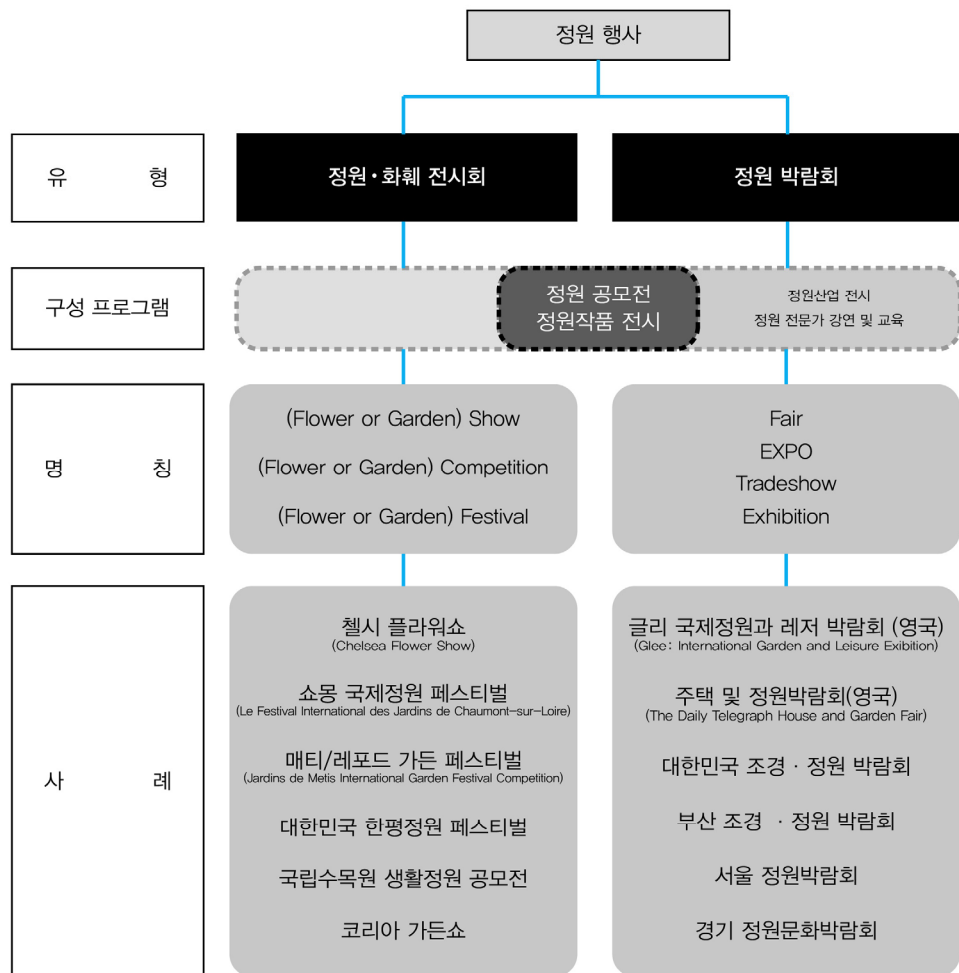 정원 행사
유 형
정원·화훼 전시회
정원 박람회
구성 프로그램
정원 공모전
정원작품 전시
정원산업 전시
정원 전문가 강연 및 교육
명 칭
(Flower or Garden) Show
(Flower or Garden) Competition
(Flower or Garden) Festival
Fair
EXPO
Tradeshow
Exhibition
사 례
첼시 플라워쇼
(Chelsea Flower Show)
쇼몽 국제정원 페스티벌
(Le Festival International des Jardins de Chaumont-sur-Loire)
매티/레포드 가든 페스티벌
(Jardins de Metis International Garden Festival Competition)
대한민국 한평정원 페스티벌
국립수목원 생활정원 공모전
코리아 가든쇼
글리 국제정원과 레저 박람회 (영국)
(Glee: International Garden and Leisure Exibition)
주택 및 정원박람회(영국)
(The Daily Telegraph House and Garden Fair)
대한민국 조경 · 정원 박람회
부산 조경 · 정원 박람회
서울 정원박람회
경기 정원문화박람회